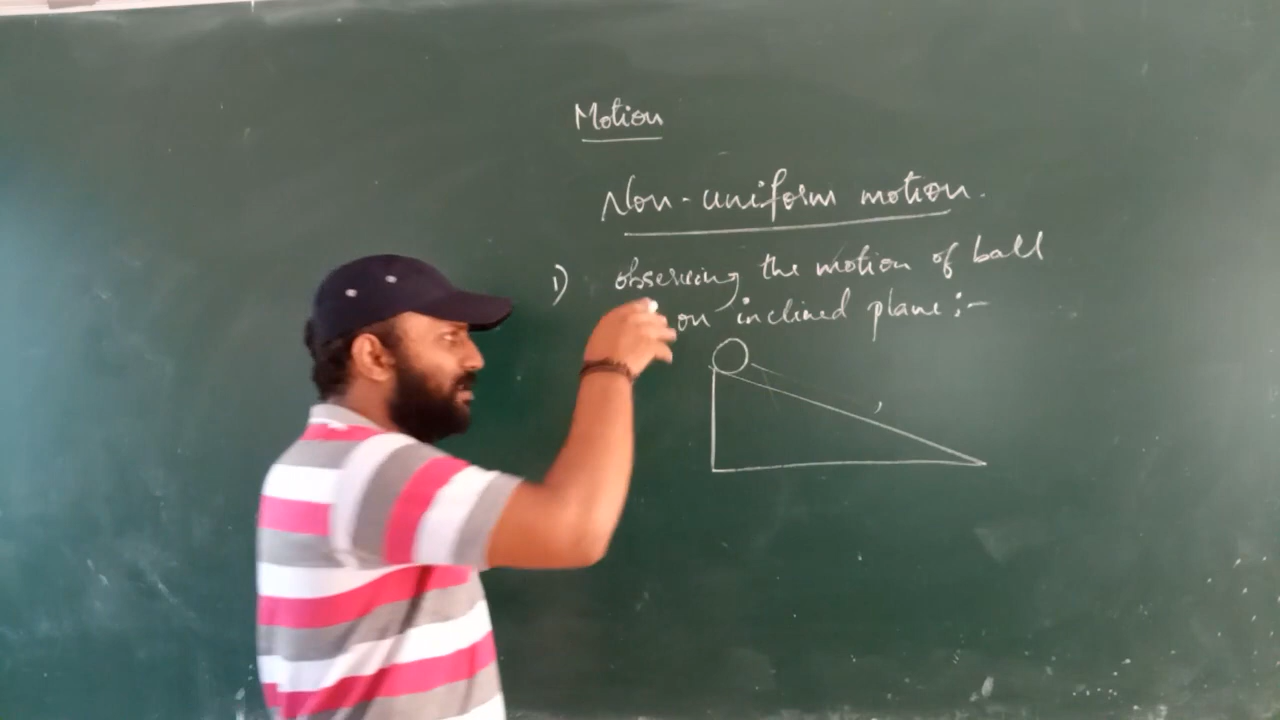 Motion
Non-uniform motion.
1) observing the motion of ball
on inclined plane :-